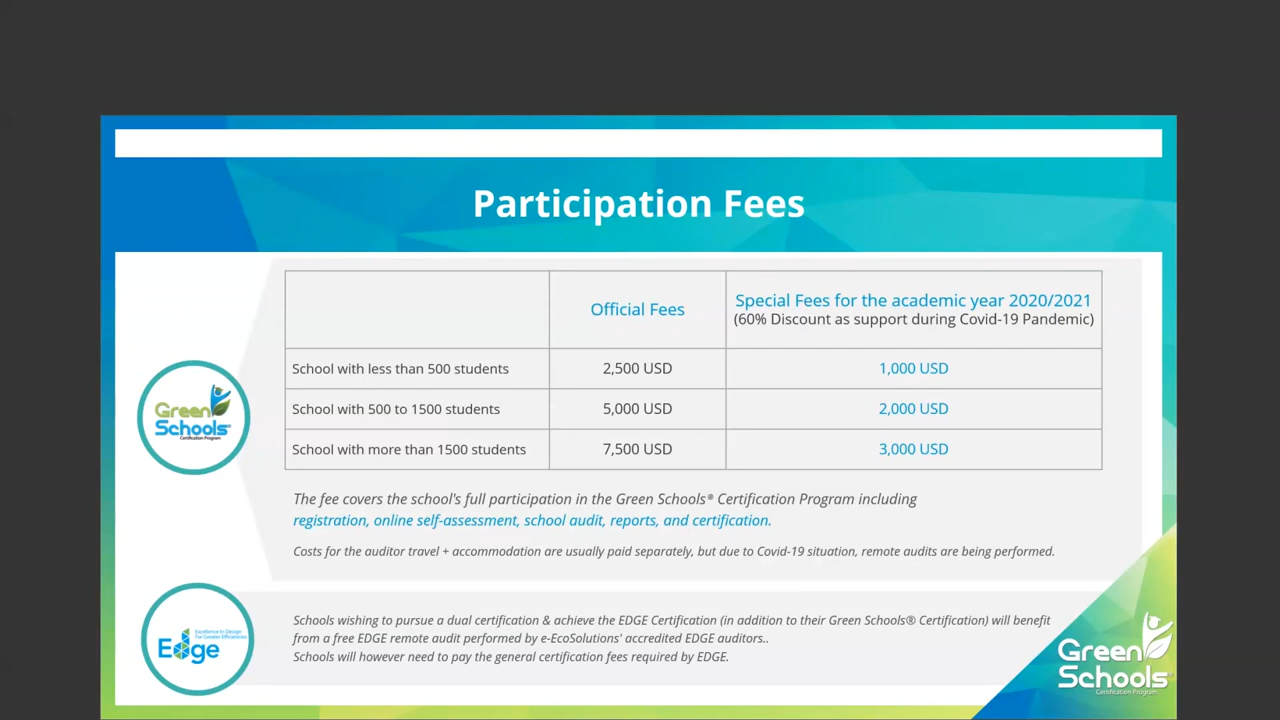 Participation Fees
Official Fees
Special Fees for the academic year 2020/2021
(60% Discount as support during Covid-19 Pandemic)
School with less than 500 students 2,500 USD 1,000 USD
School with 500 to 1500 students 5,000 USD 2,000 USD
School with more than 1500 students 7,500 USD 3,000 USD
Green
Schools®
Certification Program
The fee covers the school's full participation in the Green Schools® Certification Program including
registration, online self-assessment, school audit, reports, and certification.
Costs for the auditor travel + accommodation are usually paid separately, but due to Covid-19 situation, remote audits are being performed.
Excellence In Design
For Greater Efficiencies
Edge
Schools wishing to pursue a dual certification & achieve the EDGE Certification (in addition to their Green Schools® Certification) will benefit
from a free EDGE remote audit performed by e-EcoSolutions' accredited EDGE auditors..
Schools will however need to pay the general certification fees required by EDGE.
Green
Schools®
Certification Program